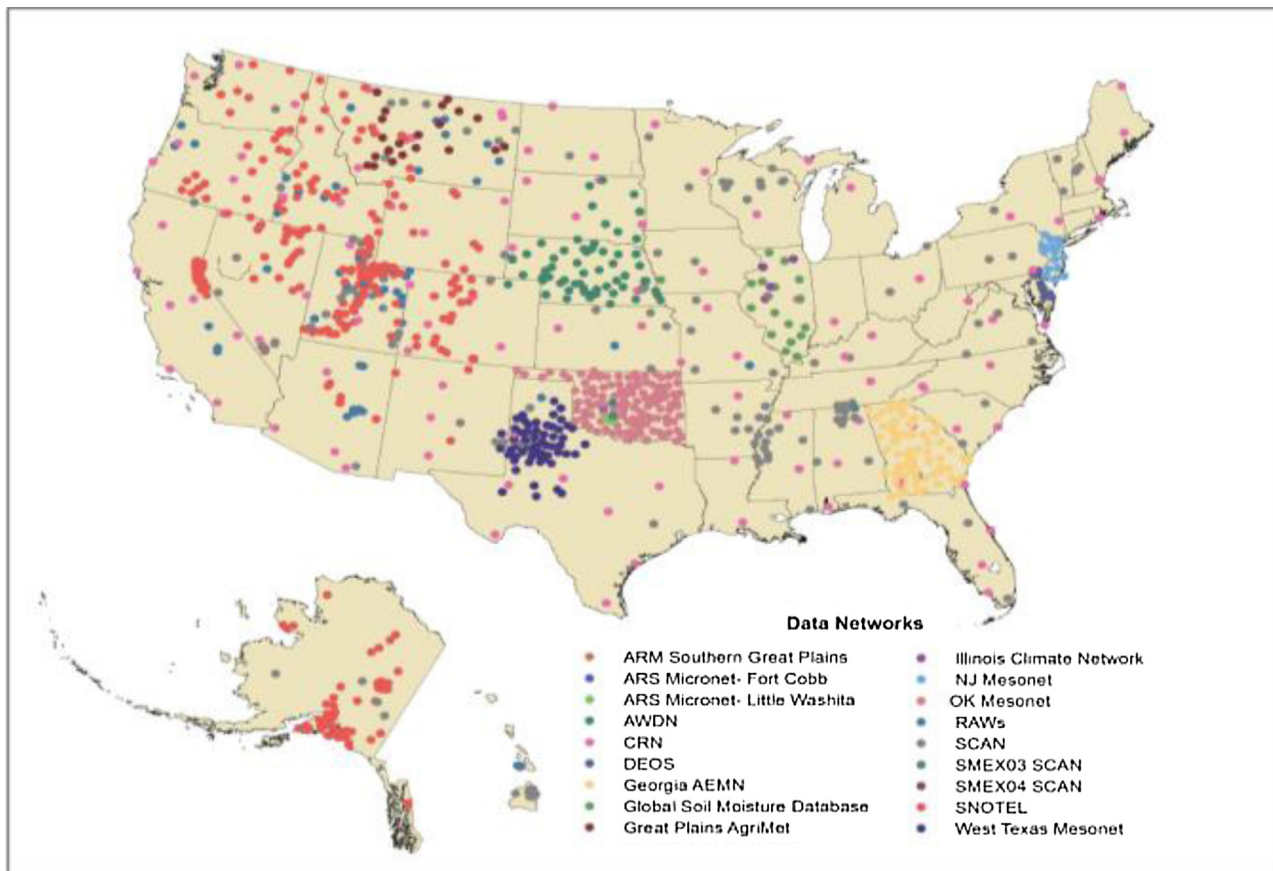 Data Networks
ARM Southern Great Plains
ARS Micronet- Fort Cobb
ARS Micronet- Little Washita
AWDN
CRN
DEOS
Georgia AEMN
Global Soil Moisture Database
Great Plains AgriMet
Illinois Climate Network
NJ Mesonet
OK Mesonet
RAWs
SCAN
SMEX03 SCAN
SMEX04 SCAN
SNOTEL
West Texas Mesonet